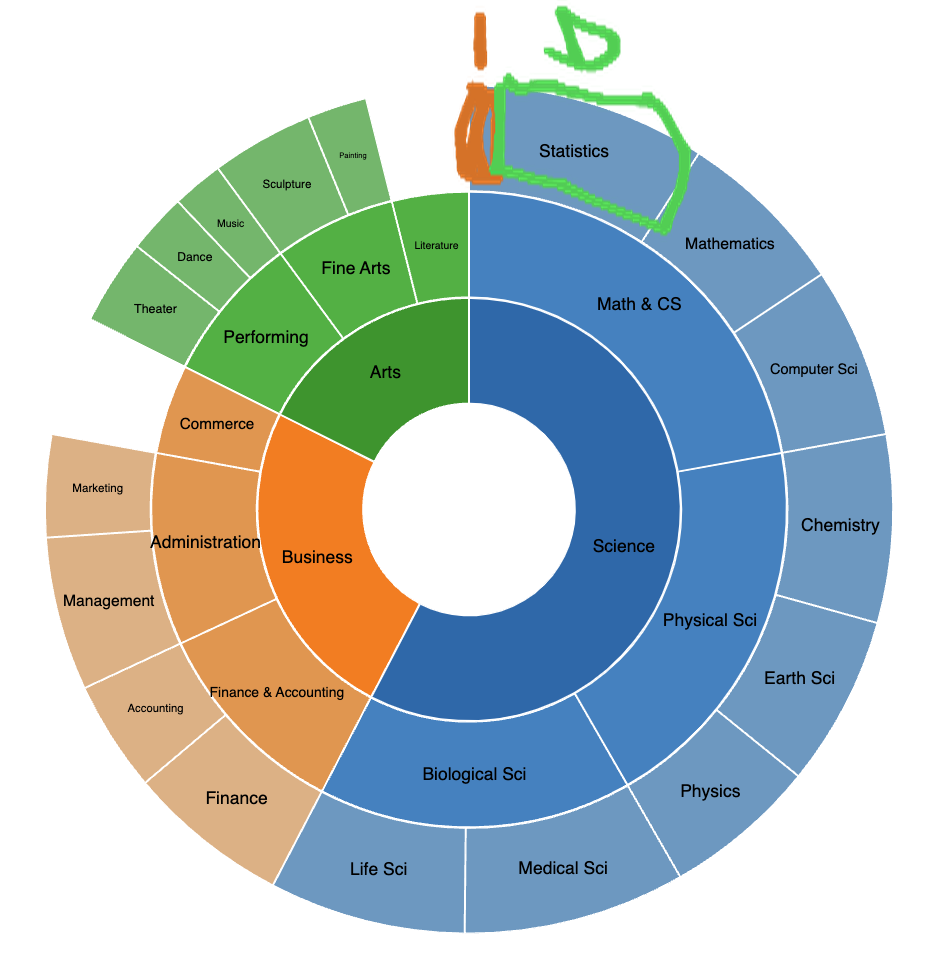 Statistics
Mathematics
Computer Sci
Chemistry
Earth Sci
Physics
Medical Sci
Life Sci
Math & CS
Physical Sci
Biological Sci
Science
Painting
Sculpture
Music
Dance
Theater
Literature
Fine Arts
Performing
Arts
Commerce
Administration
Finance & Accounting
Business
Marketing
Management
Accounting
Finance